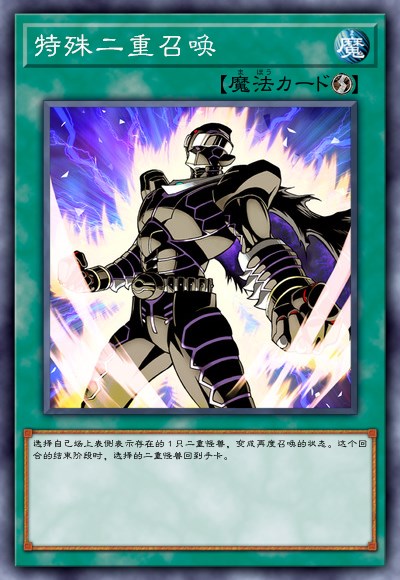 特殊二重召唤
魔
【魔法カード】
まほう
选择自己场上表侧表示存在的1只二重怪兽，变成再度召唤的状态。这个回
合的结束阶段时，选择的二重怪兽回到手卡。